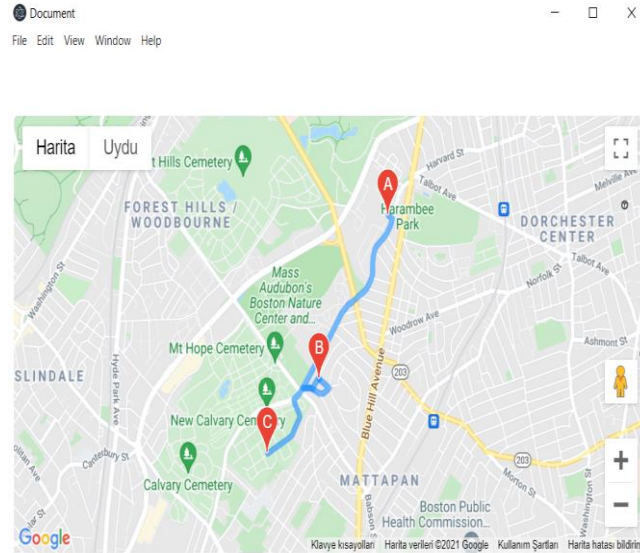 Document
File Edit View Window Help
Harita Uydu
t Hills Cemetery
A
Harvard St
Talbot Ave
Melville Ave
FOREST HILLS /
WOODBOURNE
Harambee
Park
DORCHESTER
CENTER
Washington St
Talbot Ave
Norfolk St
Mass
Audubon's
Boston Nature
Center and...
Woodrow Ave
Ashmont St
Mt Hope Cemetery
B
Hyde Park Ave
Blue Hill Avenue
203
SLINDALE
New Calvary Cemetery
C
Canterbury St
203
Calvary Cemetery
MATTAPAN
Morton St
Washington St
Babson S
Boston Public
Health Commission...
Google
Klavye kısayolları Harita verileri ©2021 Google Kullanım Şartları Harita hatası bildirin